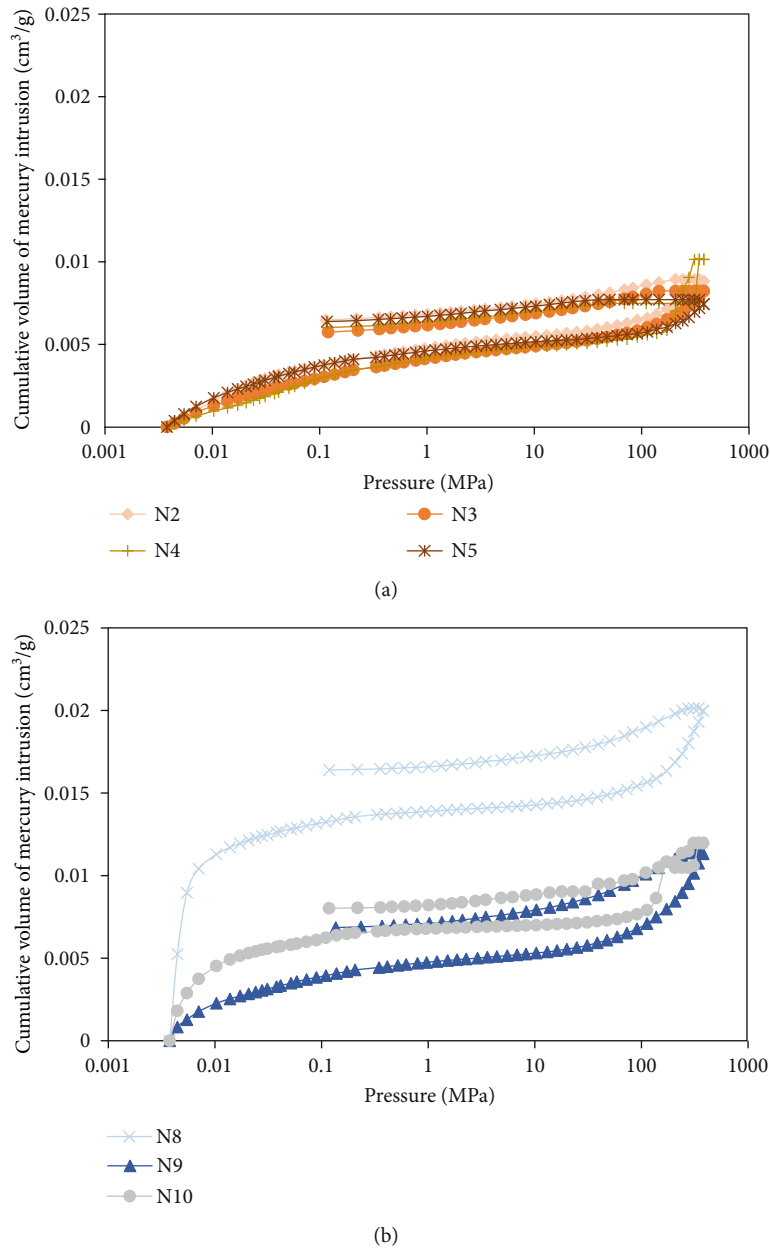 Cumulative volume of mercury intrusion (cm³/g)
0.025
0.02
0.015
0.01
0.005
0
0.001 0.01 0.1 1 10 100 1000
Pressure (MPa)
N2 N3
N4 N5
(a)
Cumulative volume of mercury intrusion (cm³/g)
0.025
0.02
0.015
0.01
0.005
0
0.001 0.01 0.1 1 10 100 1000
Pressure (MPa)
N8
N9
N10
(b)